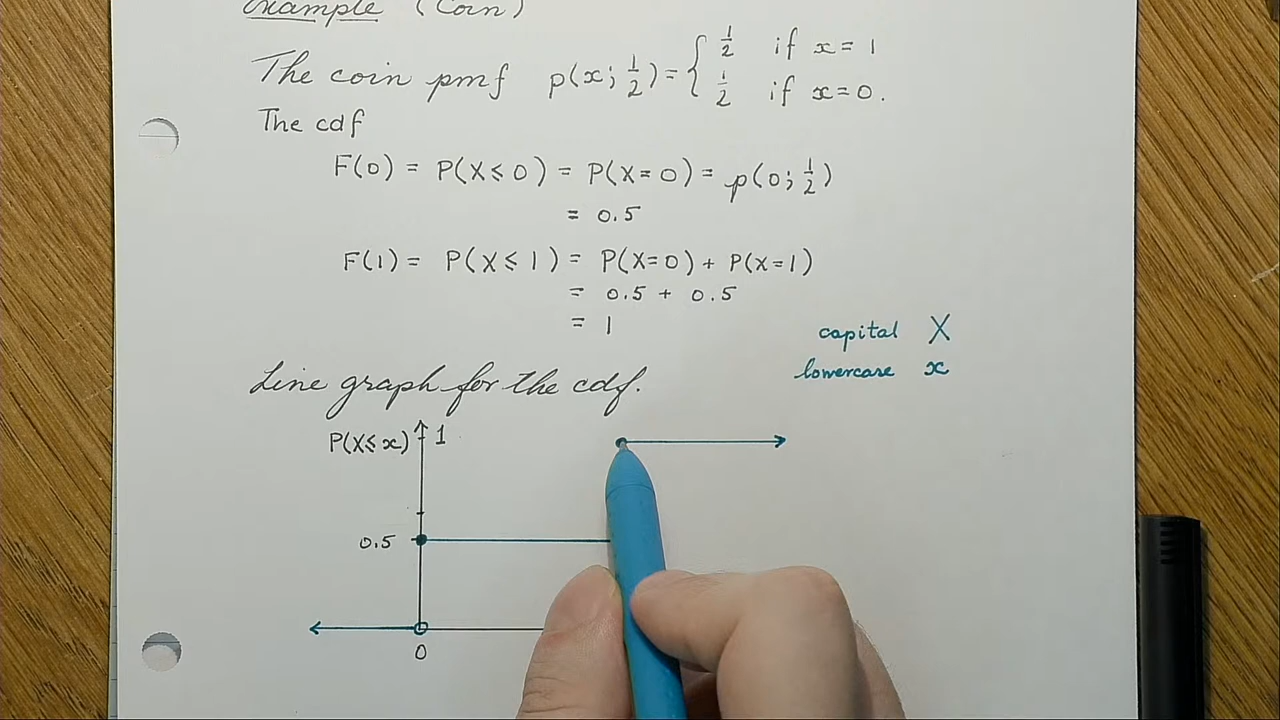 Example (Coin)
The coin pmf p(x; 1/2) = { 1/2 if x = 1
1/2 if x = 0.
The cdf
F(0) = P(X ≤ 0) = P(X = 0) = p(0; 1/2)
= 0.5
F(1) = P(X ≤ 1) = P(X=0) + P(X=1)
= 0.5 + 0.5
= 1
capital X
lowercase x
Line graph for the cdf.
P(X ≤ x) 1
0.5
0